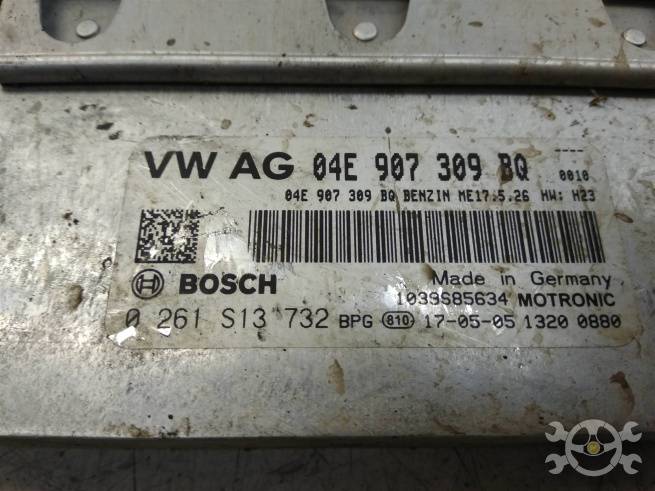 VW AG 04E 907 309 BQ 0010
04E 907 309 BQ BENZIN ME17.5.26 HW: H23
BOSCH Made in Germany
1039S85634 MOTRONIC
0 261 S13 732 BPG 810 17-05-05 1320 0880